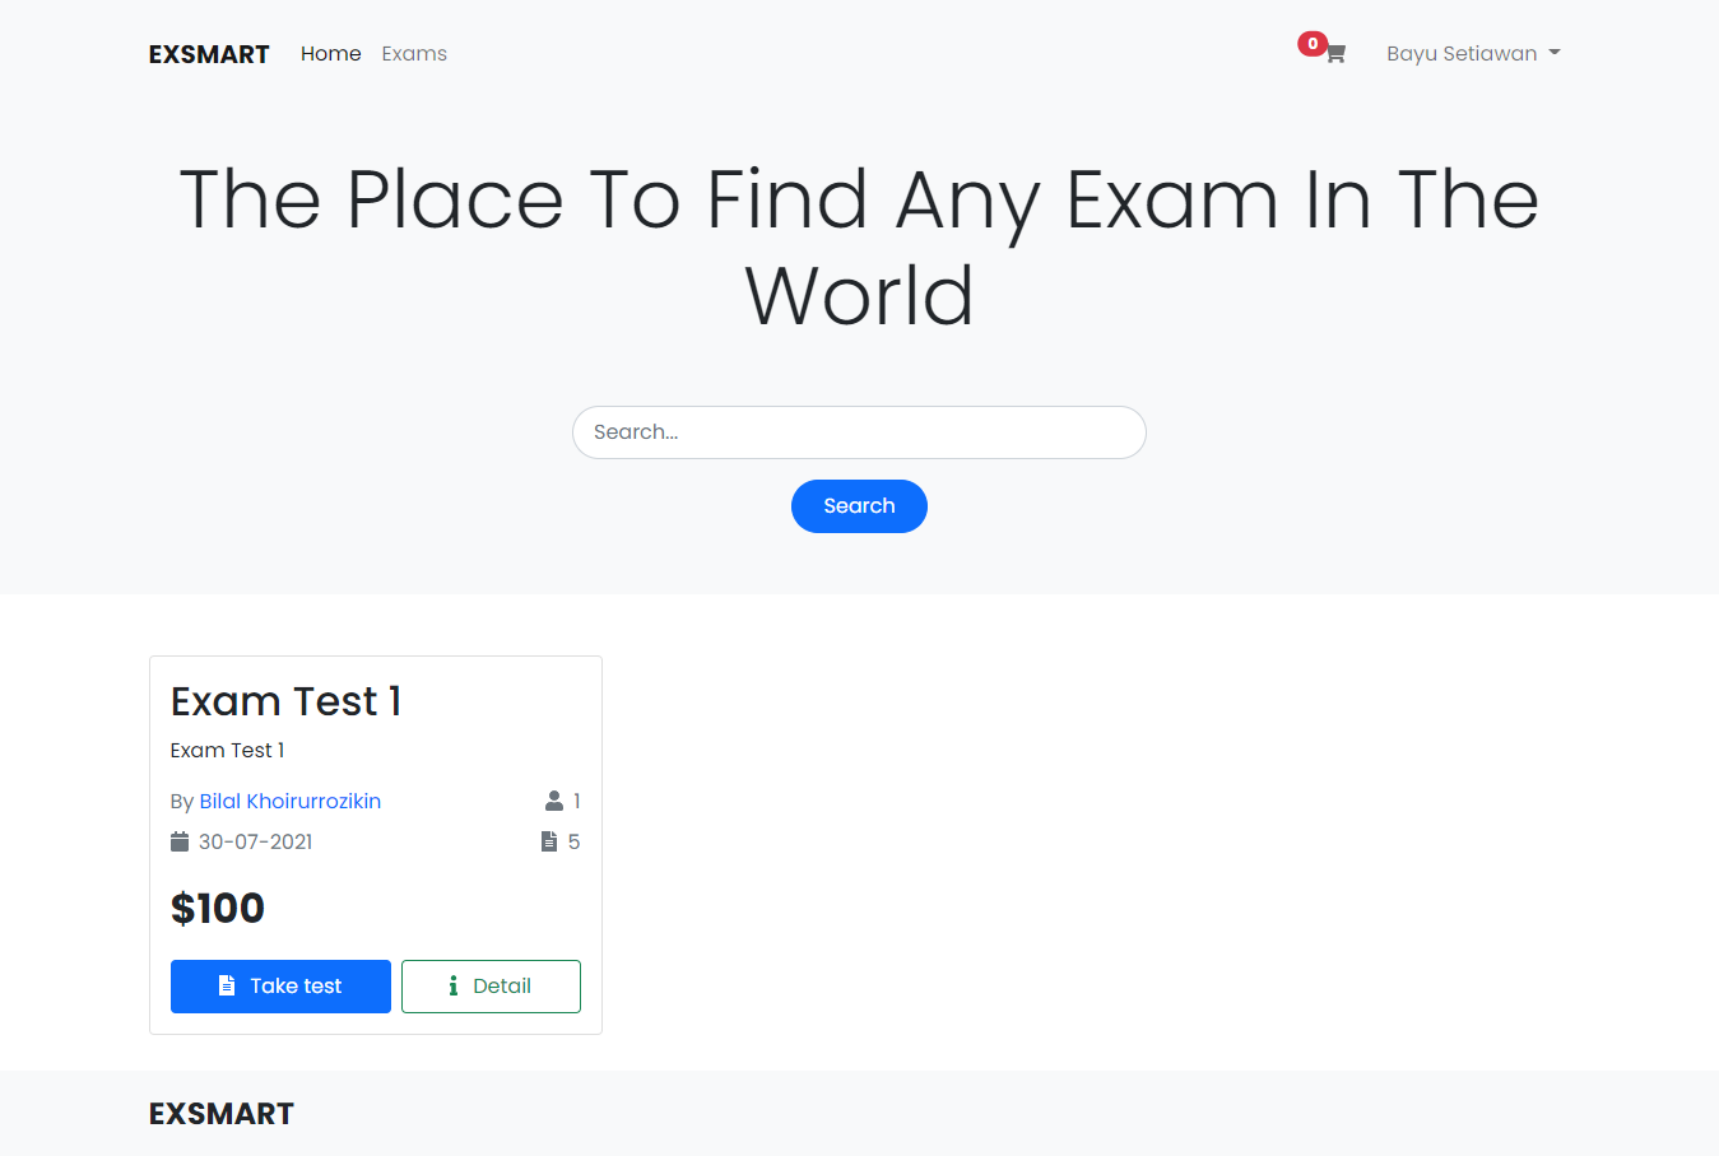 EXSMART Home Exams 0 Bayu Setiawan
The Place To Find Any Exam In The
World
Search...
Search
Exam Test 1
Exam Test 1
By Bilal Khoirurrozikin 1
30-07-2021 5
$100
Take test Detail
EXSMART